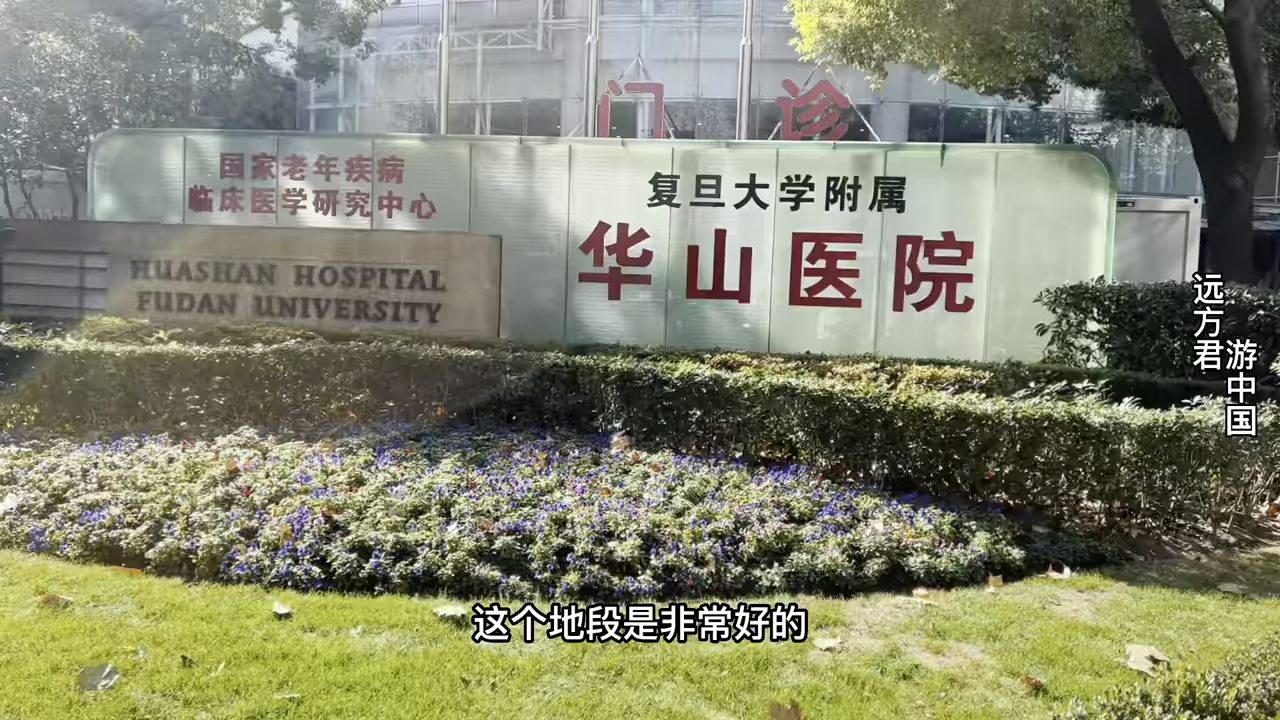 门诊
国家老年疾病
临床医学研究中心
复旦大学附属
华山医院
HUASHAN HOSPITAL
FUDAN UNIVERSITY
远方君
游中国
这个地段是非常好的